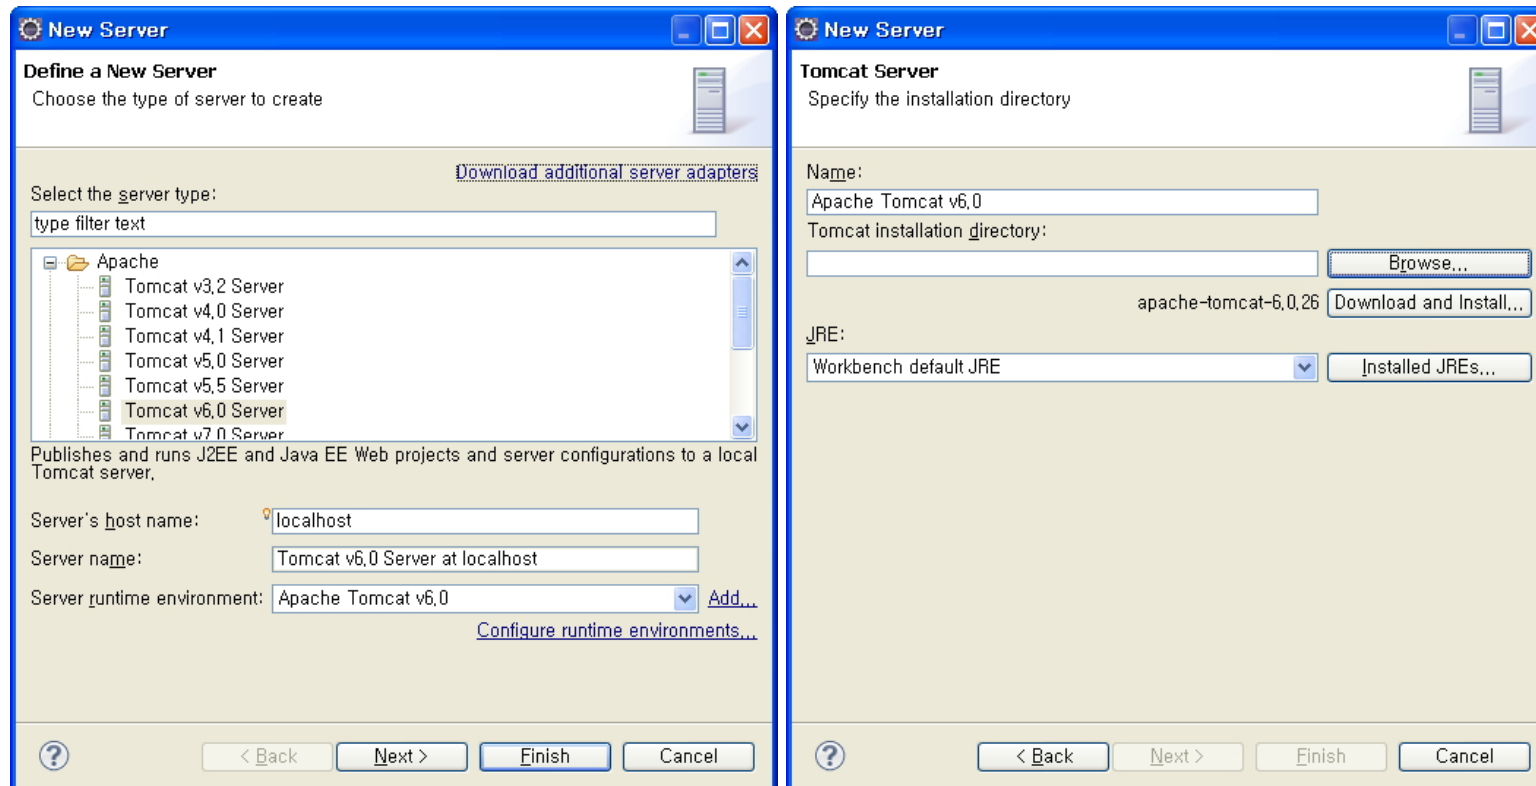 New Server
Define a New Server
Choose the type of server to create
Download additional server adapters
Select the server type:
type filter text
Apache
Tomcat v3.2 Server
Tomcat v4.0 Server
Tomcat v4.1 Server
Tomcat v5.0 Server
Tomcat v5.5 Server
Tomcat v6.0 Server
Tomcat v7.0 Server
Publishes and runs J2EE and Java EE Web projects and server configurations to a local
Tomcat server.
Server's host name: localhost
Server name: Tomcat v6.0 Server at localhost
Server runtime environment: Apache Tomcat v6.0 Add...
Configure runtime environments...
? < Back Next > Finish Cancel
New Server
Tomcat Server
Specify the installation directory
Name:
Apache Tomcat v6.0
Tomcat installation directory:
Browse...
apache-tomcat-6.0.26 Download and Install...
JRE:
Workbench default JRE Installed JREs...
? < Back Next > Finish Cancel